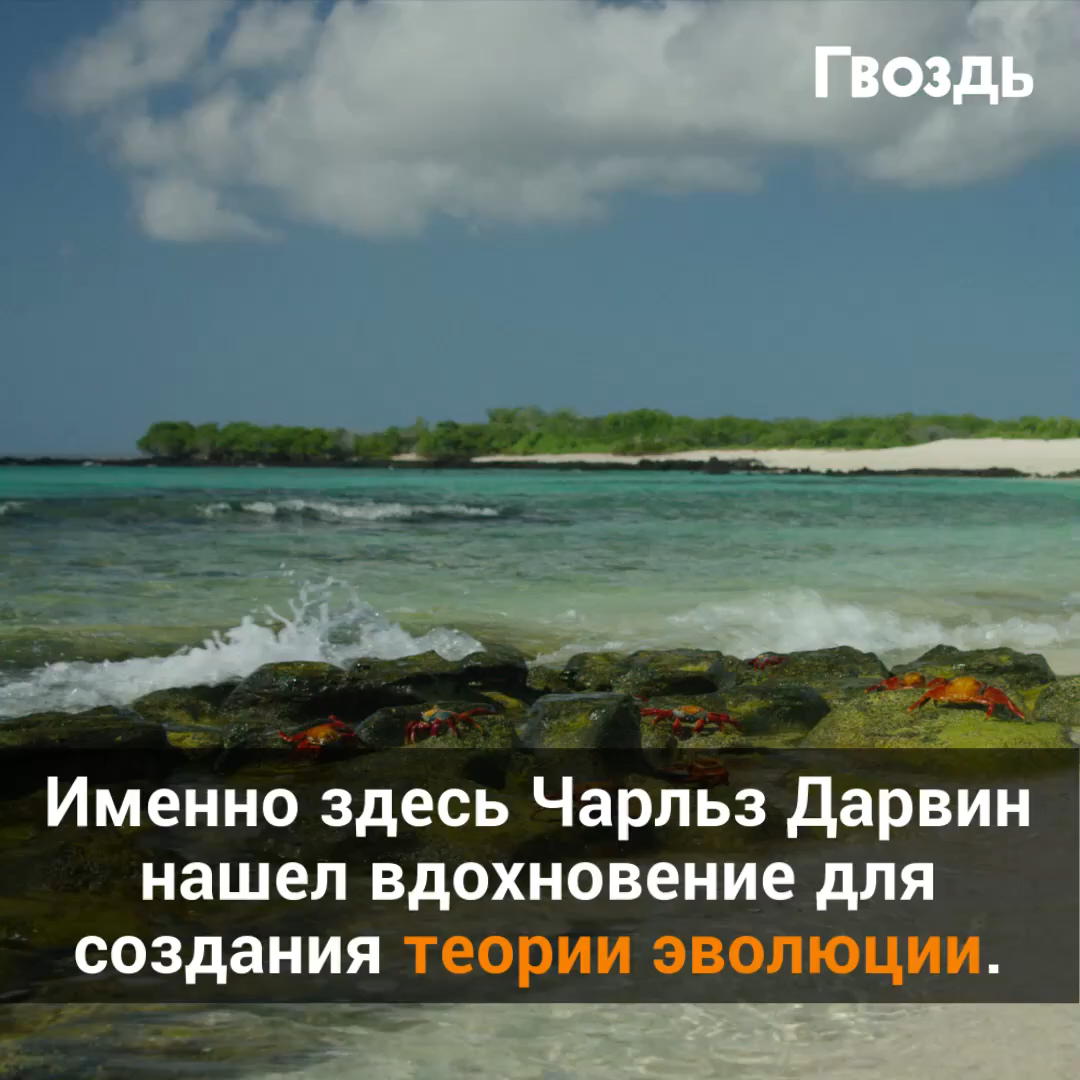 Гвоздь
Именно здесь Чарльз Дарвин
нашел вдохновение для
создания теории эволюции.